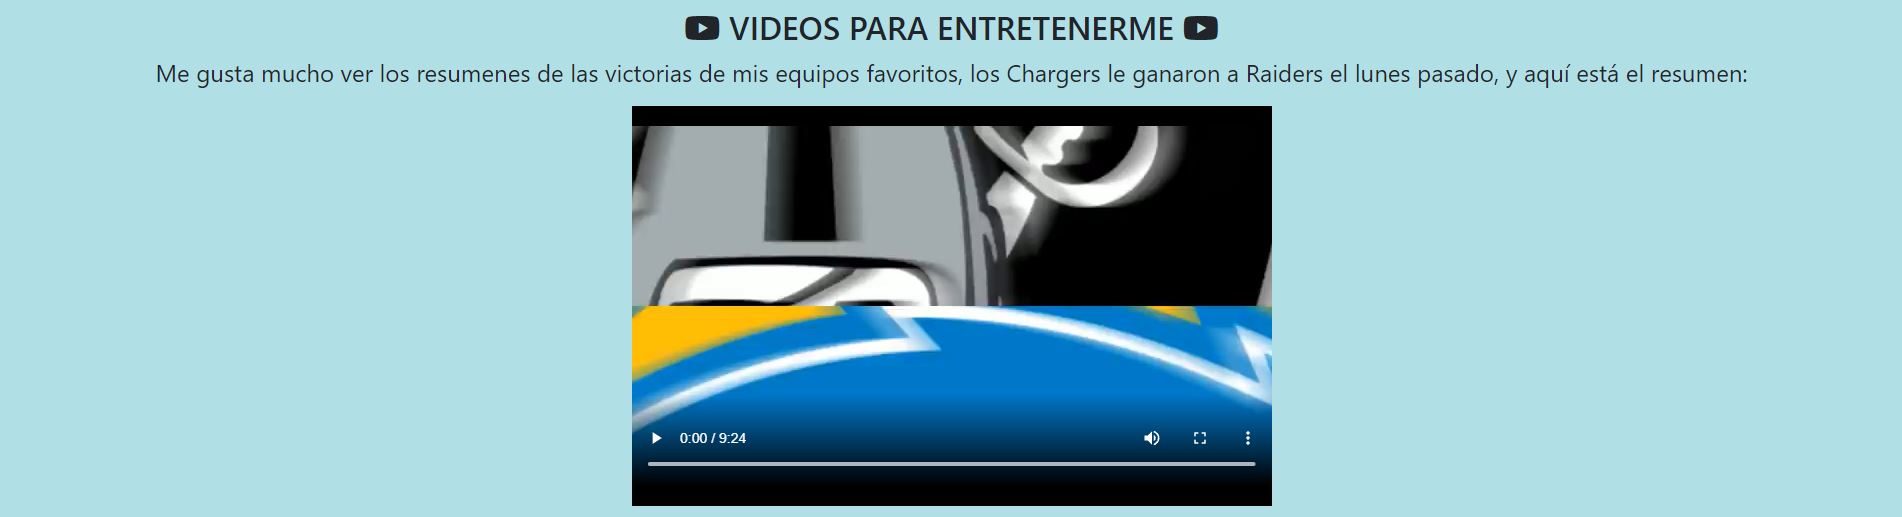 VIDEOS PARA ENTRETENERME
Me gusta mucho ver los resumenes de las victorias de mis equipos favoritos, los Chargers le ganaron a Raiders el lunes pasado, y aquí está el resumen:
0:00 / 9:24